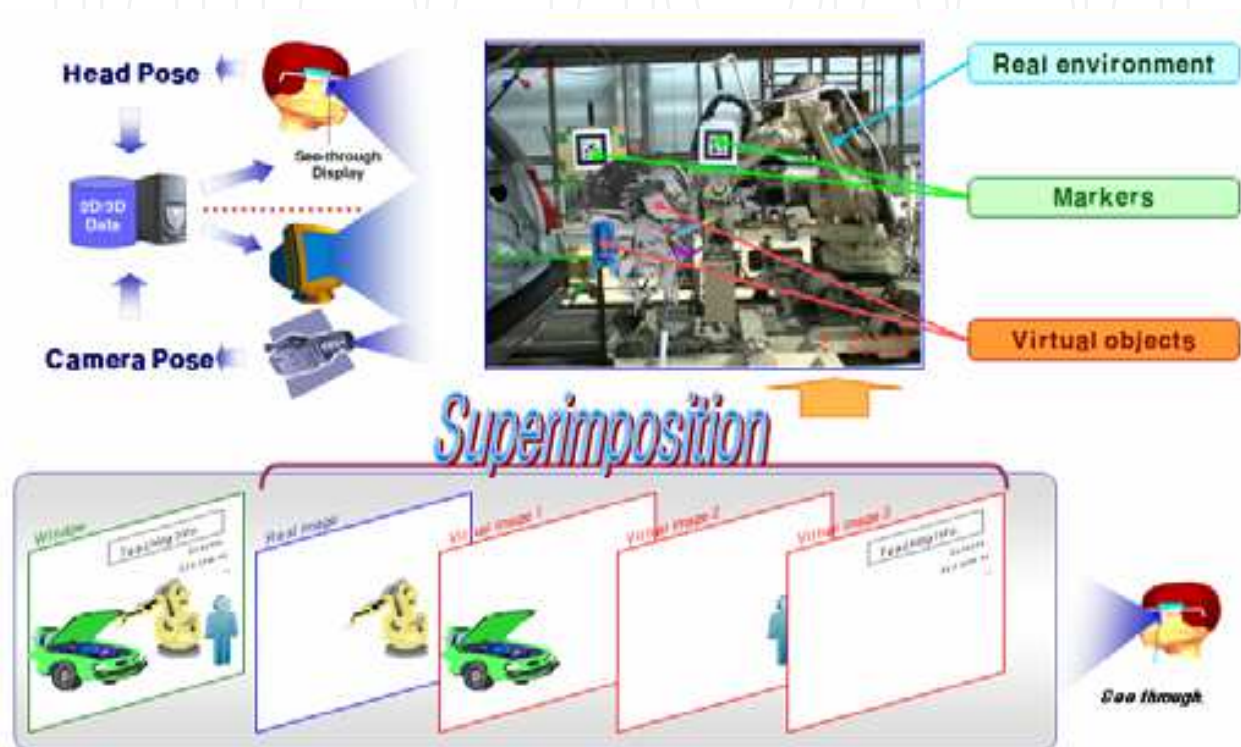 Head Pose
See-through
Display
2D/3D
Data
Camera Pose
Real environment
Markers
Virtual objects
Superimposition
Window
Teaching Info.
Real Image
Virtual Image 1
Virtual Image 2
Virtual Image 3
Teaching Info.
See through